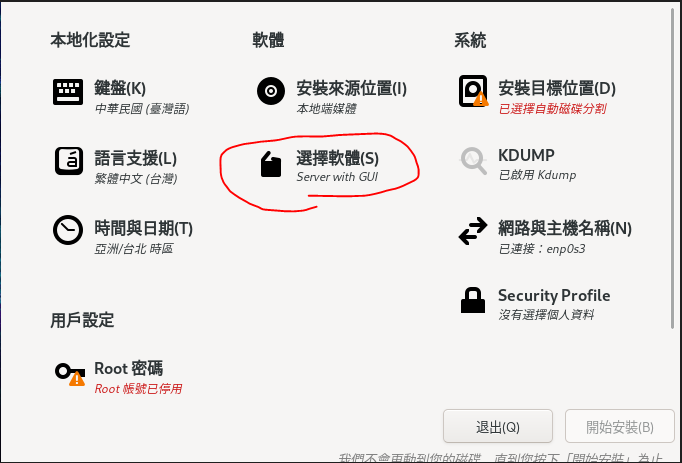 本地化設定
鍵盤(K)
中華民國 (臺灣語)
語言支援(L)
繁體中文 (台灣)
時間與日期(T)
亞洲/台北 時區
用戶設定
Root 密碼
Root 帳號已停用
軟體
安裝來源位置(I)
本地端媒體
選擇軟體(S)
Server with GUI
系統
安裝目標位置(D)
已選擇自動磁碟分割
KDUMP
已啟用 Kdump
網路與主機名稱(N)
已連接：enp0s3
Security Profile
沒有選擇個人資料
退出(Q)
開始安裝(B)
我們不會更動到您的磁碟，直到您按下「開始安裝」為止